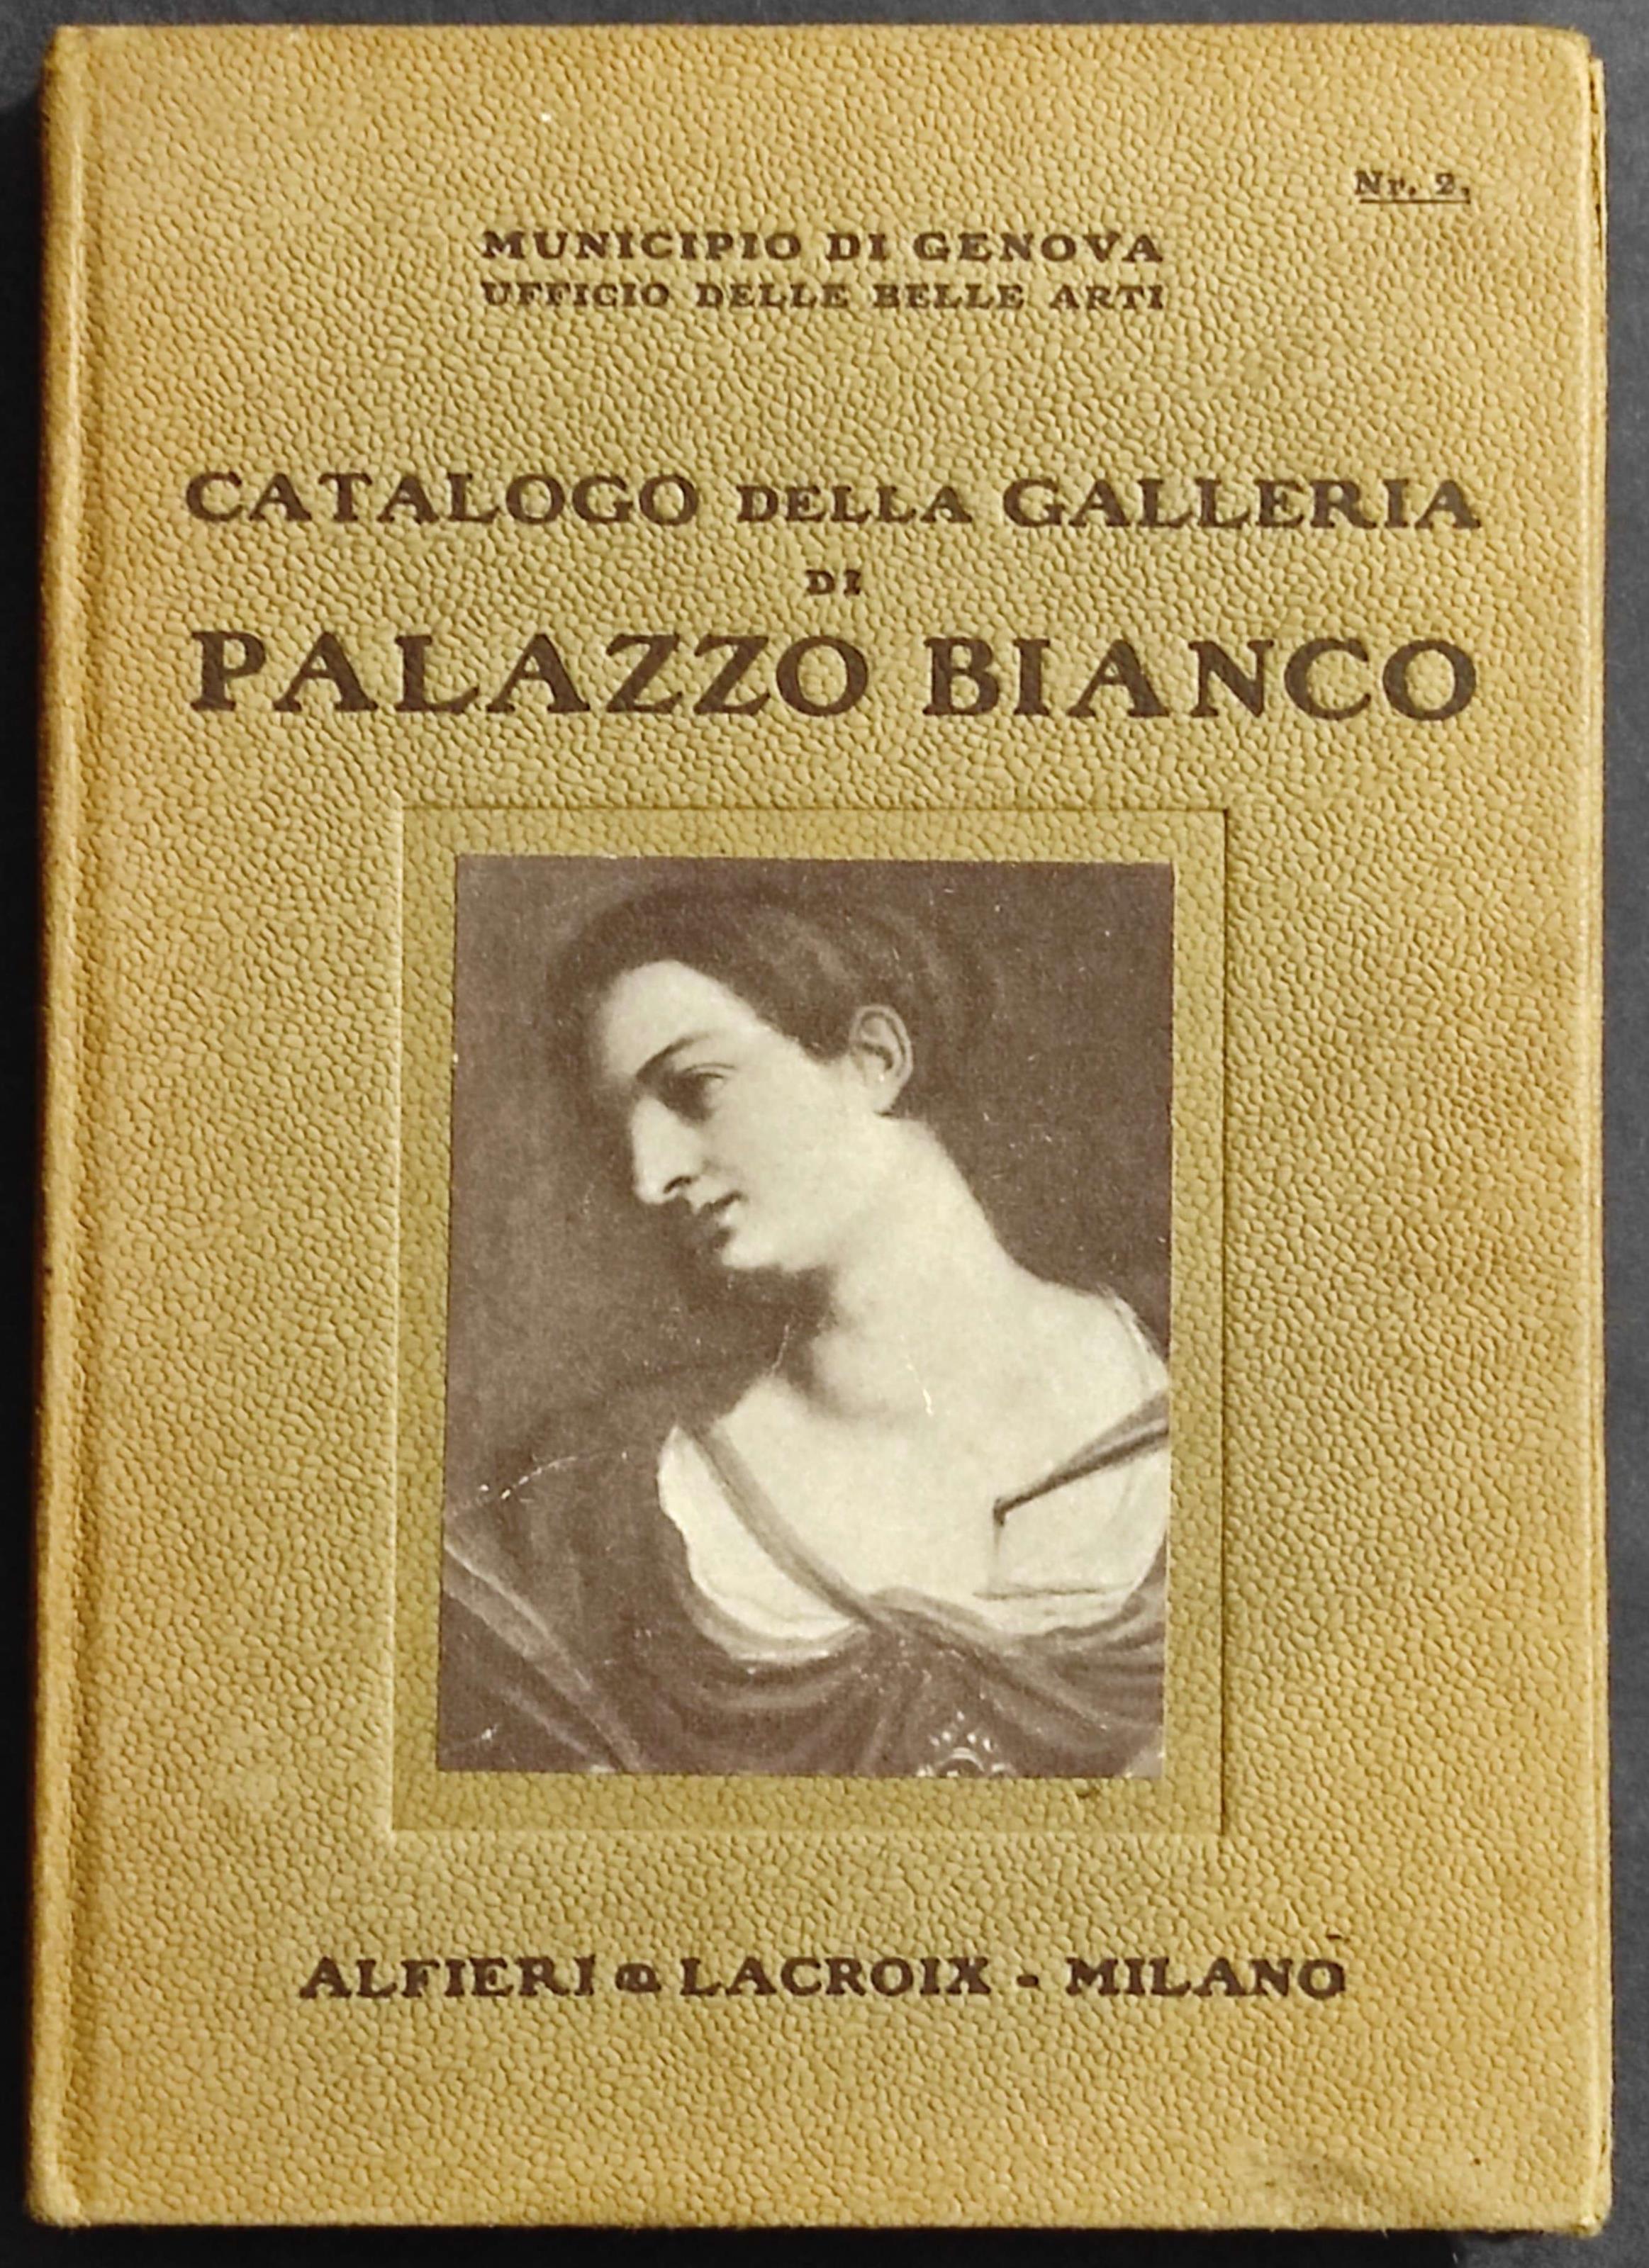 Nr. 2.
MUNICIPIO DI GENOVA
UFFICIO DELLE BELLE ARTI
CATALOGO DELLA GALLERIA
DI
PALAZZO BIANCO
ALFIERI & LACROIX - MILANO